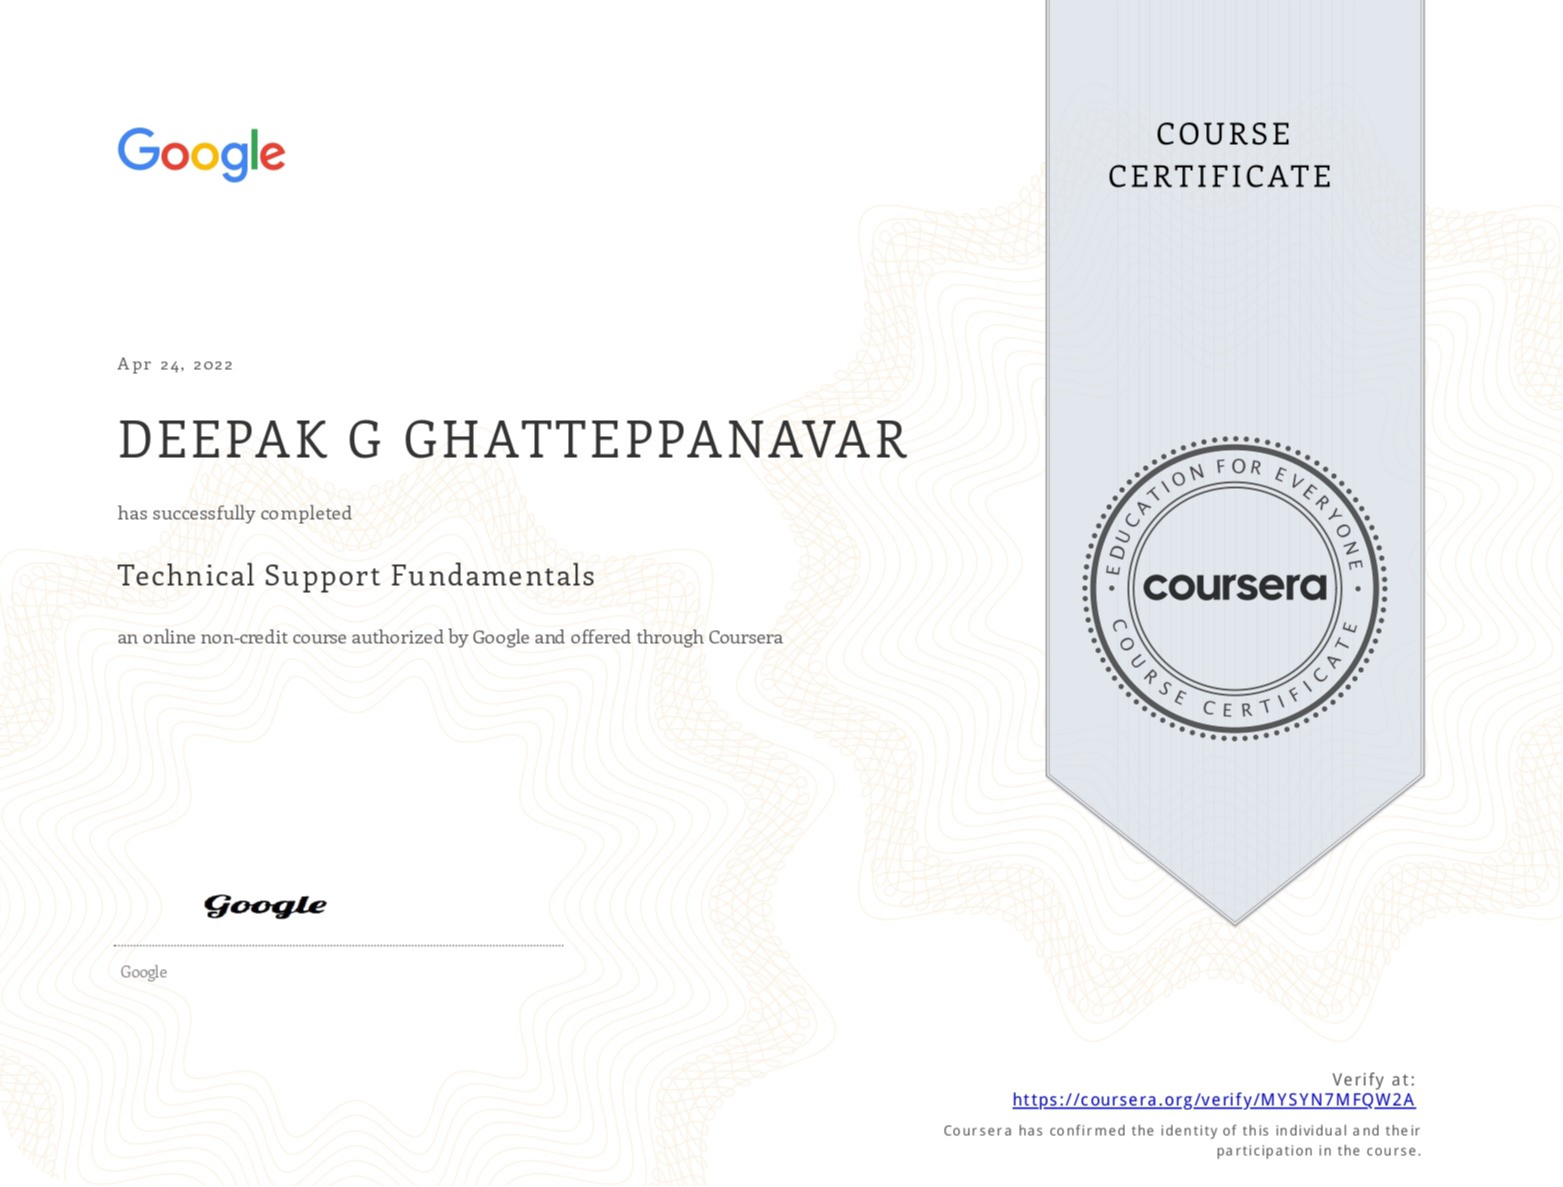 Google
COURSE
CERTIFICATE
Apr 24, 2022
DEEPAK G GHATTEPPANAVAR
has successfully completed
Technical Support Fundamentals
an online non-credit course authorized by Google and offered through Coursera
EDUCATION FOR EVERYONE
coursera
COURSE CERTIFICATE
Google
Google
Verify at:
https://coursera.org/verify/MYSYN7MFQW2A
Coursera has confirmed the identity of this individual and their
participation in the course.